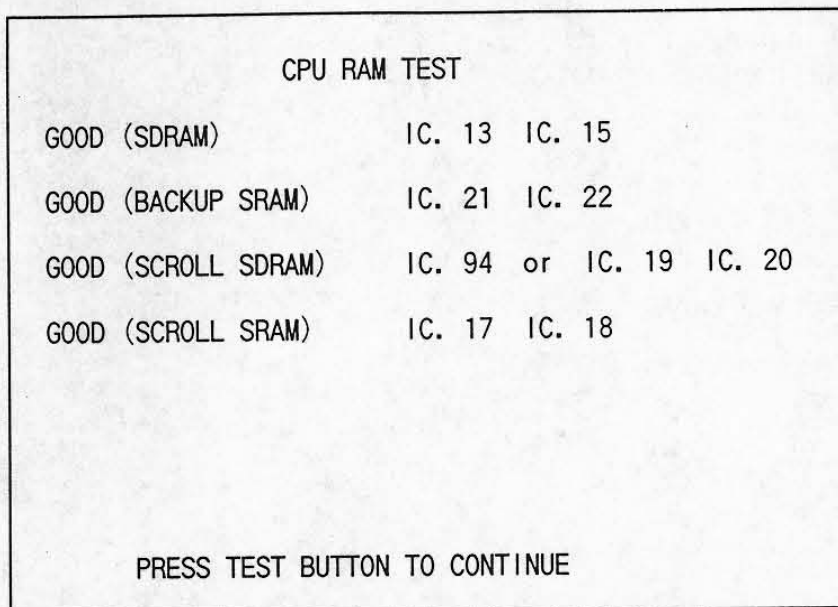 CPU RAM TEST
GOOD (SDRAM) IC. 13 IC. 15
GOOD (BACKUP SRAM) IC. 21 IC. 22
GOOD (SCROLL SDRAM) IC. 94 or IC. 19 IC. 20
GOOD (SCROLL SRAM) IC. 17 IC. 18
PRESS TEST BUTTON TO CONTINUE